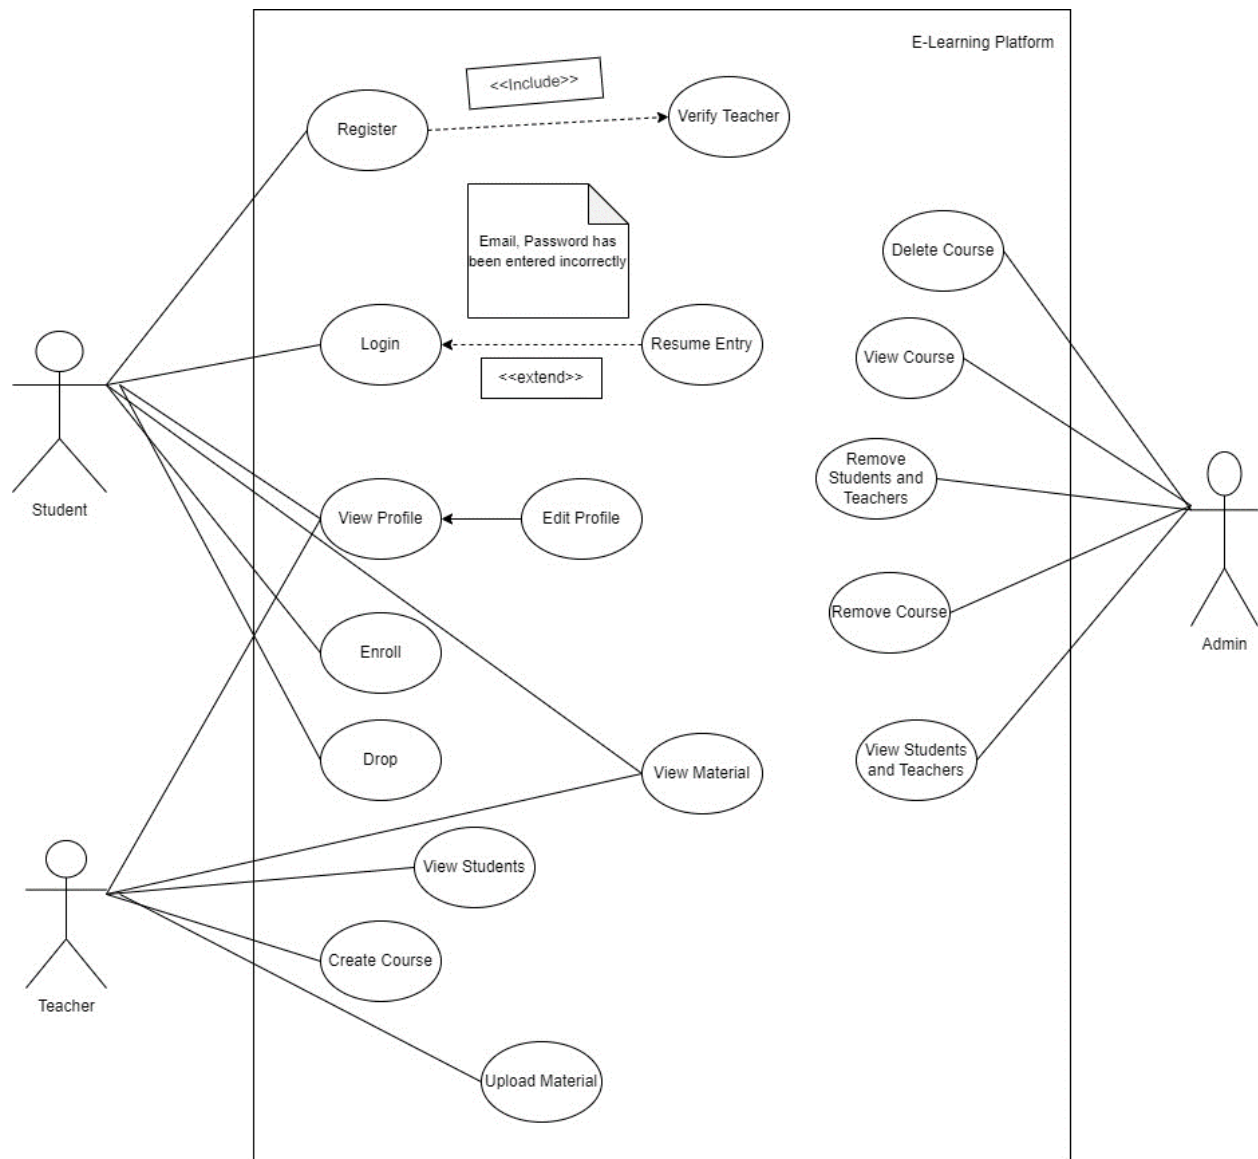 E-Learning Platform
<<Include>>
Register
Verify Teacher
Email, Password has
been entered incorrectly
Delete Course
Login
Resume Entry
View Course
<<extend>>
Remove
Students and
Teachers
Student
View Profile
Edit Profile
Remove Course
Admin
Enroll
Drop
View Material
View Students
and Teachers
View Students
Create Course
Teacher
Upload Material